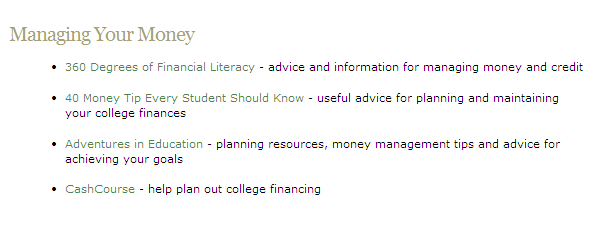 Managing Your Money
• 360 Degrees of Financial Literacy - advice and information for managing money and credit
• 40 Money Tip Every Student Should Know - useful advice for planning and maintaining
your college finances
• Adventures in Education - planning resources, money management tips and advice for
achieving your goals
• CashCourse - help plan out college financing